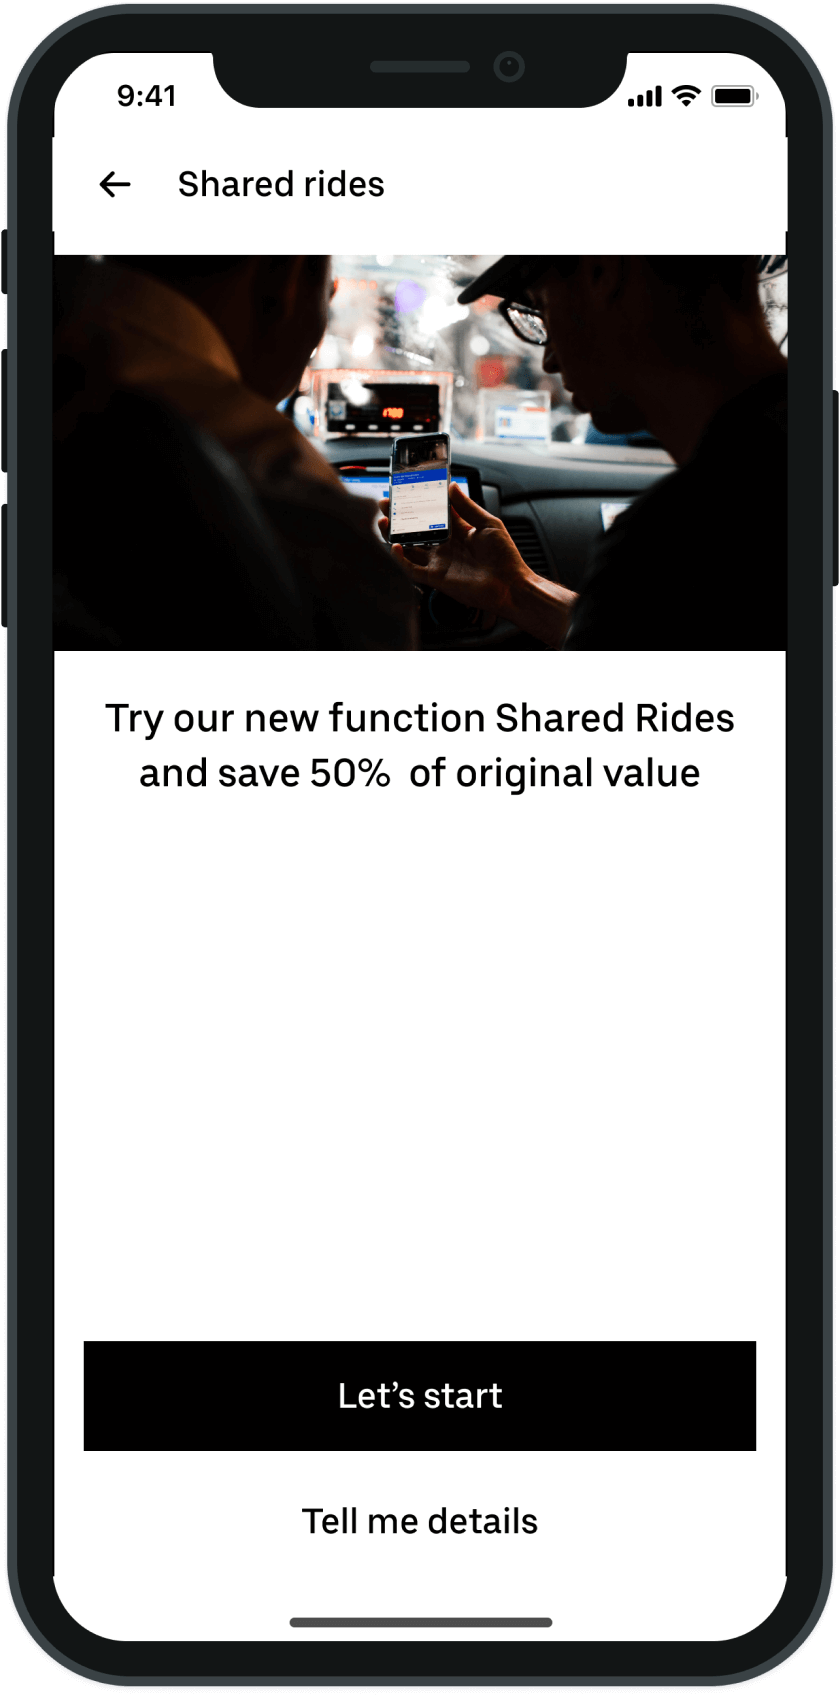 9:41
Shared rides
1700
Try our new function Shared Rides
and save 50%  of original value
Let's start
Tell me details